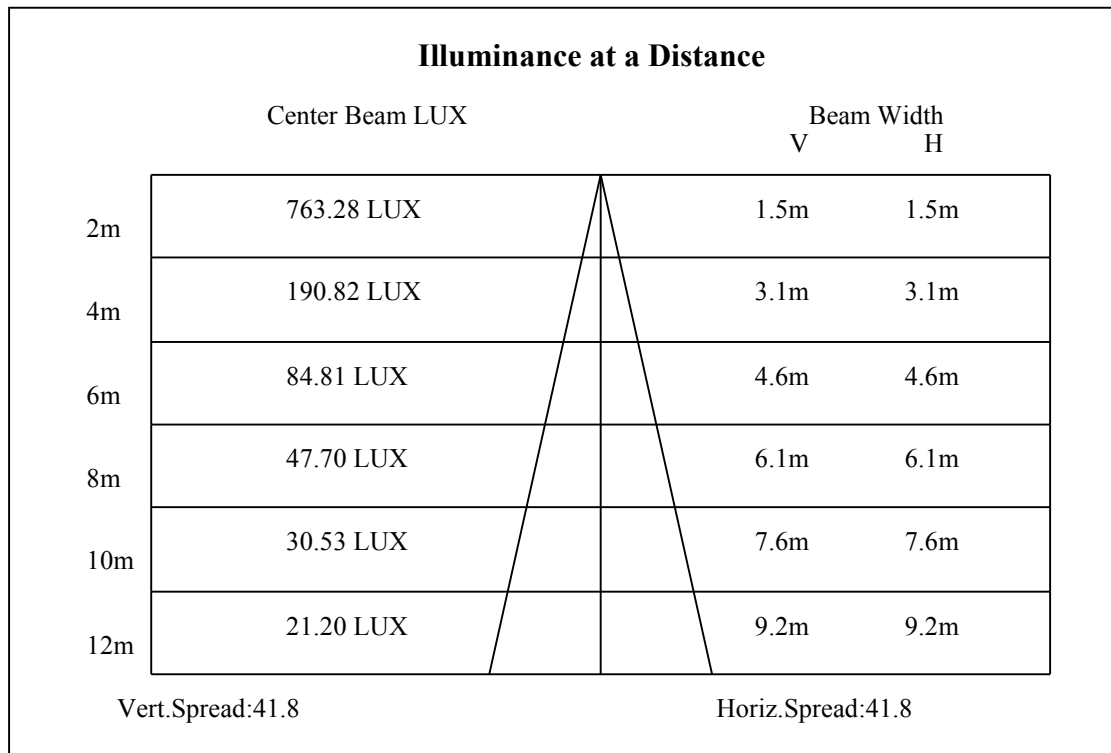 Illuminance at a Distance
Center Beam LUX Beam Width
V H
2m 763.28 LUX 1.5m 1.5m
4m 190.82 LUX 3.1m 3.1m
6m 84.81 LUX 4.6m 4.6m
8m 47.70 LUX 6.1m 6.1m
10m 30.53 LUX 7.6m 7.6m
12m 21.20 LUX 9.2m 9.2m
Vert.Spread:41.8 Horiz.Spread:41.8